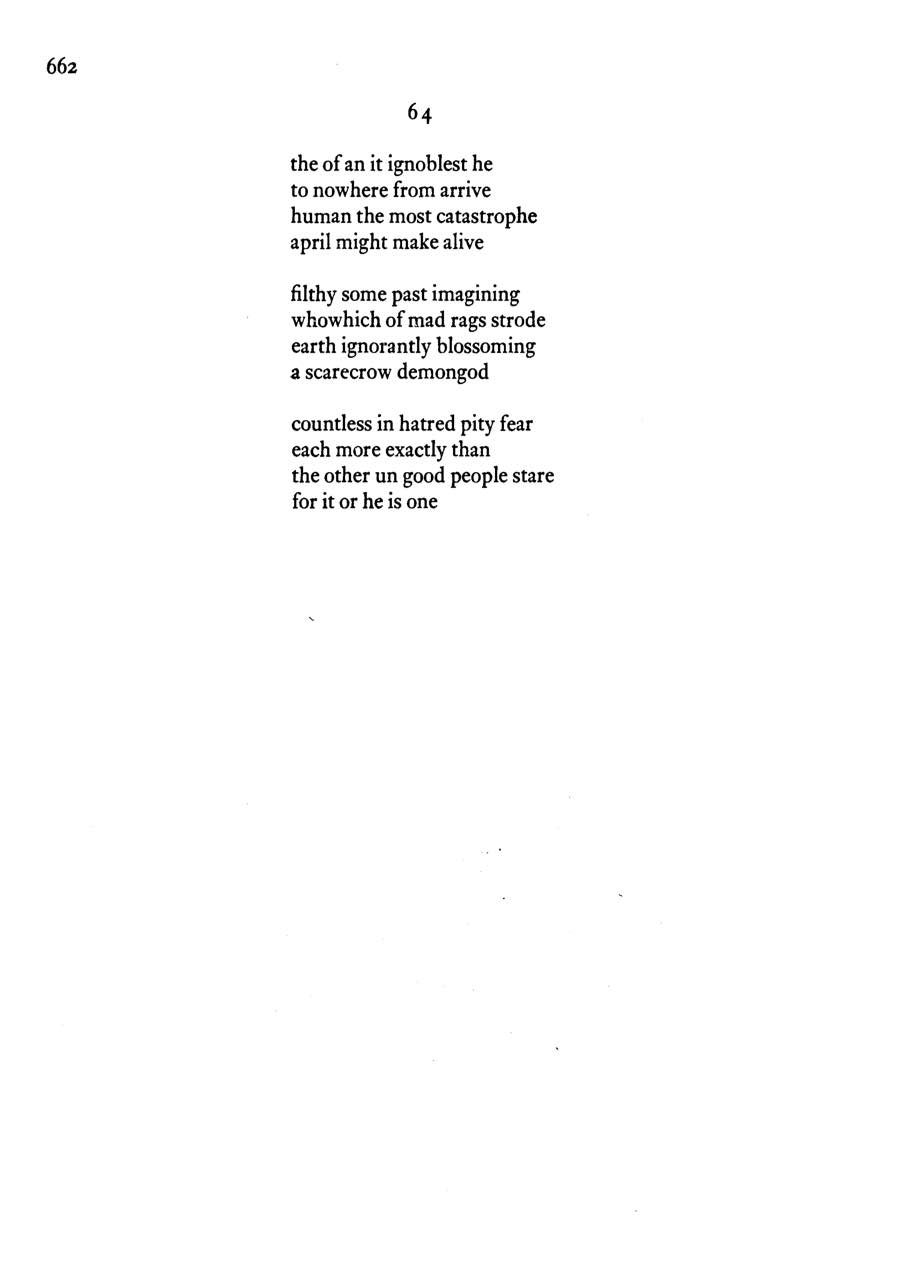 662
64
the of an it ignoblest he
to nowhere from arrive
human the most catastrophe
april might make alive
filthy some past imagining
whowhich of mad rags strode
earth ignorantly blossoming
a scarecrow demongod
countless in hatred pity fear
each more exactly than
the other un good people stare
for it or he is one